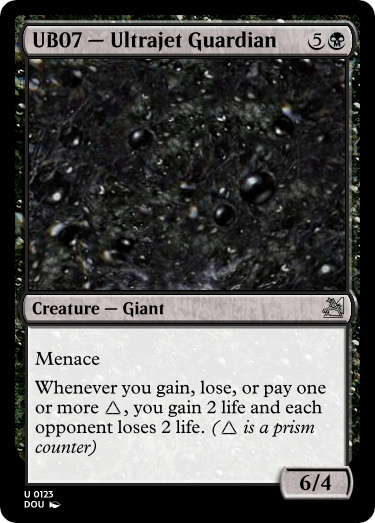 UB07 — Ultrajet Guardian 5
Creature — Giant
Menace
Whenever you gain, lose, or pay one
or more △, you gain 2 life and each
opponent loses 2 life. (△ is a prism
counter)
6/4
U 0123
DOU